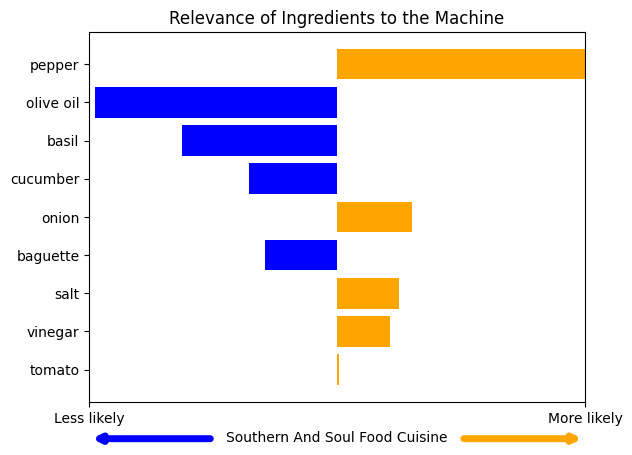 Relevance of Ingredients to the Machine
pepper
olive oil
basil
cucumber
onion
baguette
salt
vinegar
tomato
Less likely More likely
Southern And Soul Food Cuisine